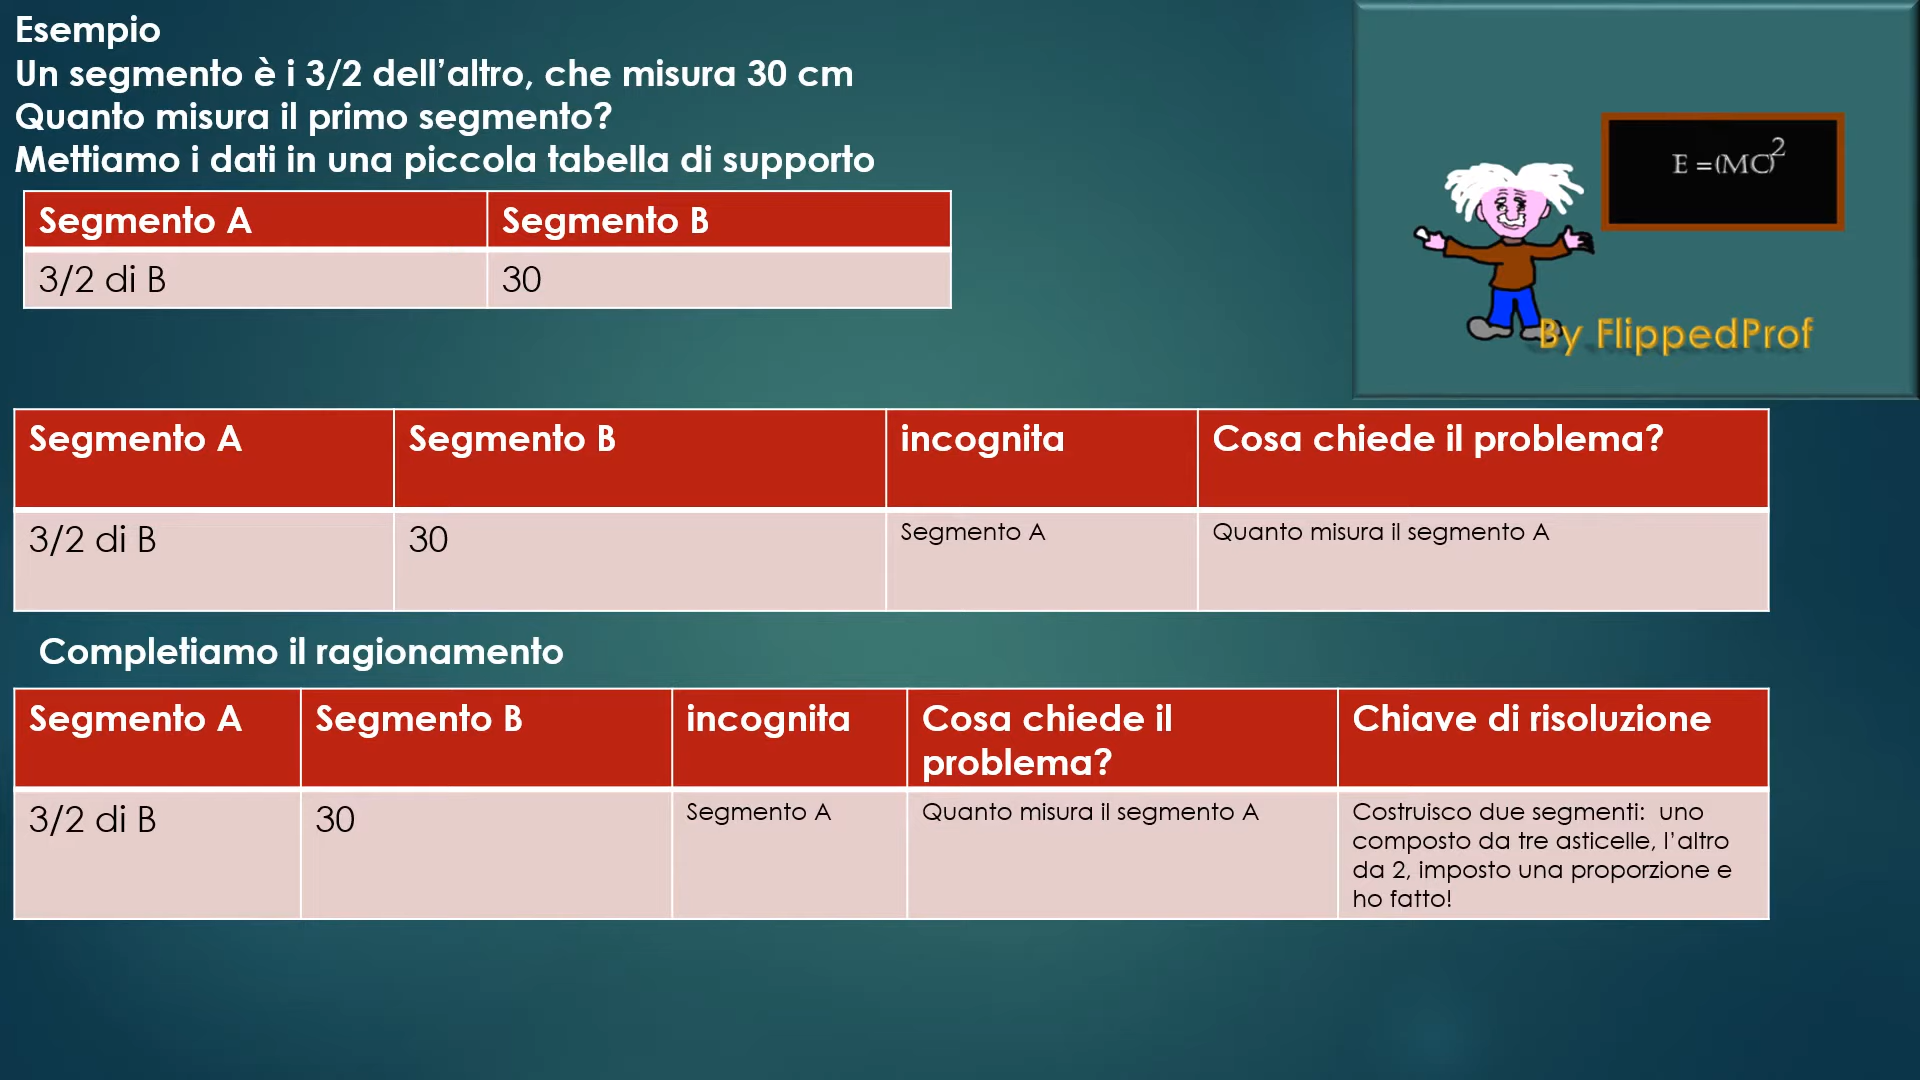 Esempio
Un segmento è i 3/2 dell’altro, che misura 30 cm
Quanto misura il primo segmento?
Mettiamo i dati in una piccola tabella di supporto
Segmento A Segmento B
3/2 di B 30
E =(MC)2
By FlippedProf
Segmento A Segmento B incognita Cosa chiede il problema?
3/2 di B 30 Segmento A Quanto misura il segmento A
Completiamo il ragionamento
Segmento A Segmento B incognita Cosa chiede il
problema?
Chiave di risoluzione
3/2 di B 30 Segmento A Quanto misura il segmento A
Costruisco due segmenti:  uno
composto da tre asticelle, l’altro
da 2, imposto una proporzione e
ho fatto!